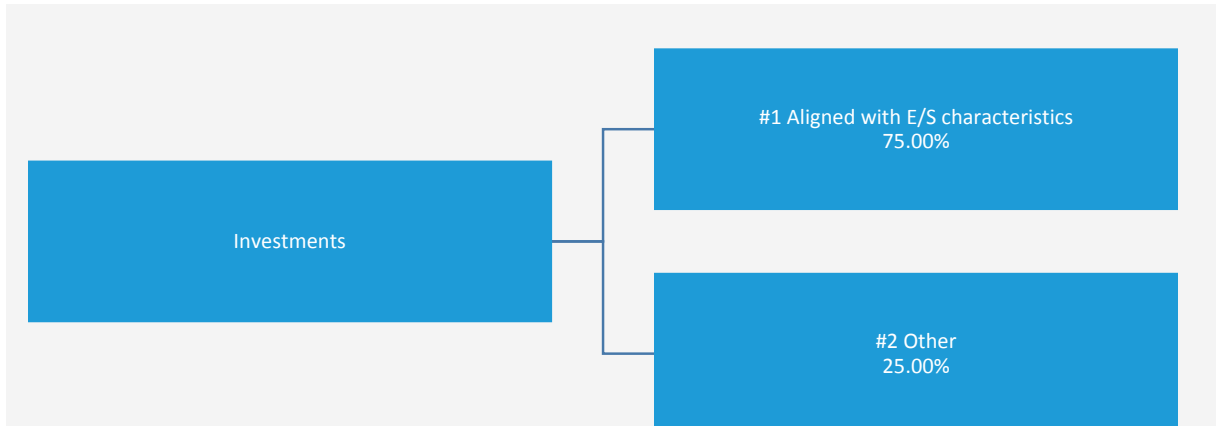 #1 Aligned with E/S characteristics
75.00%
Investments
#2 Other
25.00%